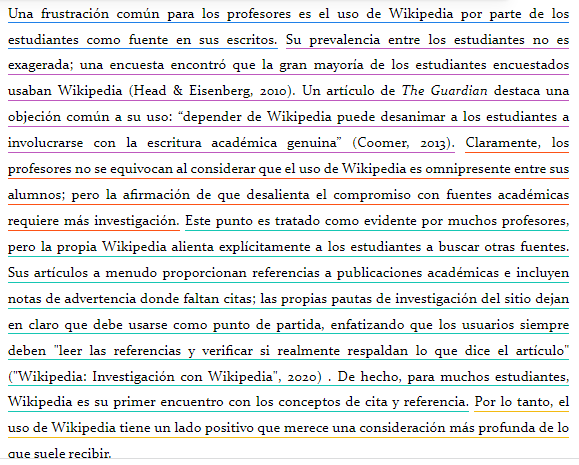 Una frustración común para los profesores es el uso de Wikipedia por parte de los
estudiantes como fuente en sus escritos. Su prevalencia entre los estudiantes no es
exagerada; una encuesta encontró que la gran mayoría de los estudiantes encuestados
usaban Wikipedia (Head & Eisenberg, 2010). Un artículo de The Guardian destaca una
objeción común a su uso: “depender de Wikipedia puede desanimar a los estudiantes a
involucrarse con la escritura académica genuina” (Coomer, 2013). Claramente, los
profesores no se equivocan al considerar que el uso de Wikipedia es omnipresente entre sus
alumnos; pero la afirmación de que desalienta el compromiso con fuentes académicas
requiere más investigación. Este punto es tratado como evidente por muchos profesores,
pero la propia Wikipedia alienta explícitamente a los estudiantes a buscar otras fuentes.
Sus artículos a menudo proporcionan referencias a publicaciones académicas e incluyen
notas de advertencia donde faltan citas; las propias pautas de investigación del sitio dejan
en claro que debe usarse como punto de partida, enfatizando que los usuarios siempre
deben "leer las referencias y verificar si realmente respaldan lo que dice el artículo"
("Wikipedia: Investigación con Wikipedia", 2020) . De hecho, para muchos estudiantes,
Wikipedia es su primer encuentro con los conceptos de cita y referencia. Por lo tanto, el
uso de Wikipedia tiene un lado positivo que merece una consideración más profunda de lo
que suele recibir.